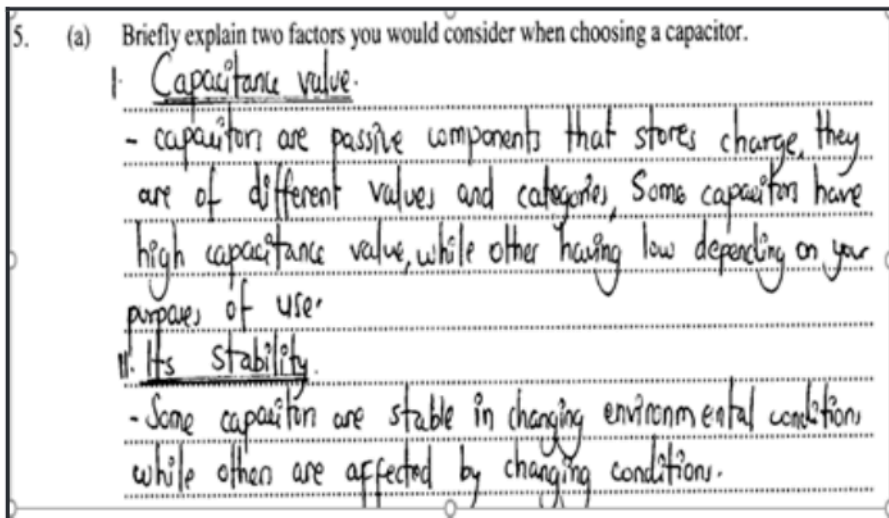 5. (a) Briefly explain two factors you would consider when choosing a capacitor.
I. Capacitance value.
- capacitors are passive components that stores charge, they
are of different values and categories, Some capacitors have
high capacitance value, while other having low depending on your
purposes of use.
II. Its stability.
- Some capacitors are stable in changing environmental conditions
while others are affected by changing conditions.